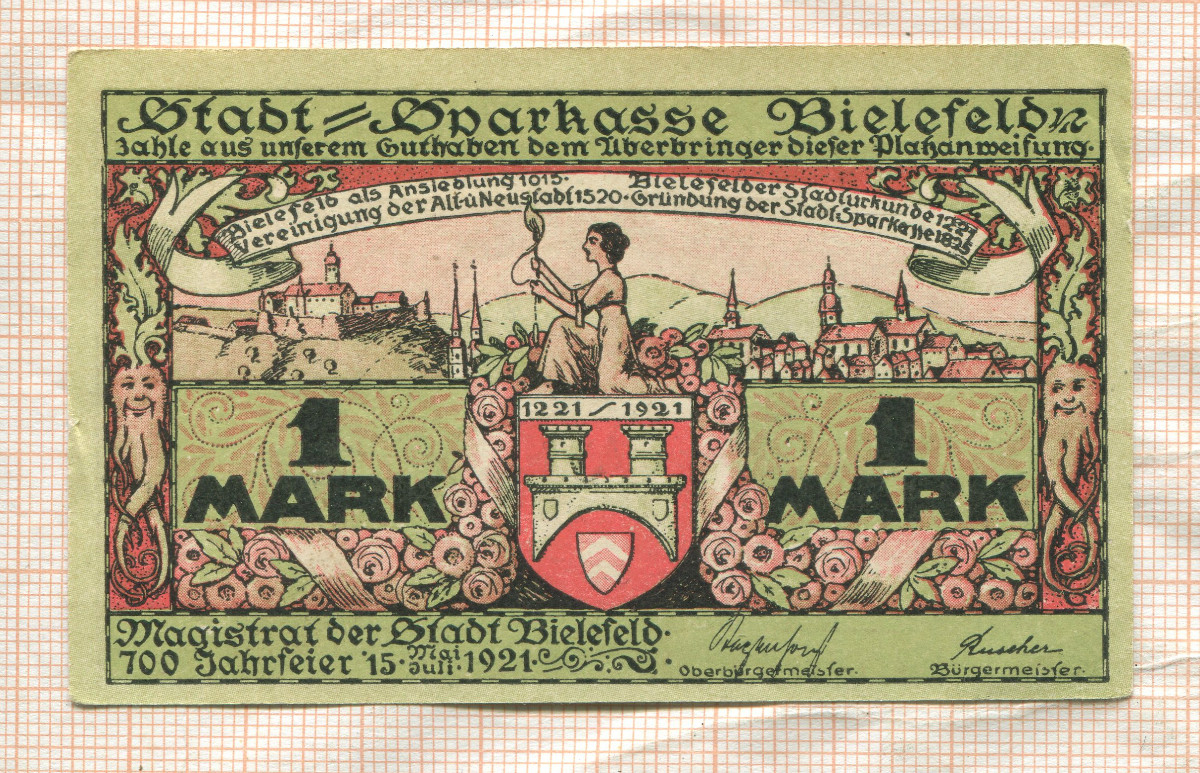 Stadt=Sparkasse Bielefeld
Zahle aus unserem Guthaben dem Überbringer dieser Platzanweisung.
Bielefeld als Ansiedlung 1015. Bielefelder Stadturkunde 1221
Vereinigung der Alt-u Neustadt 1520. Gründung der Stadt-Sparkasse 1824
1221 / 1921
1 MARK
1 MARK
Magistrat der Stadt Bielefeld.
700 Jahrfeier 15. Mai Juli. 1921.
Oberbürgermeister.
Bürgermeister.